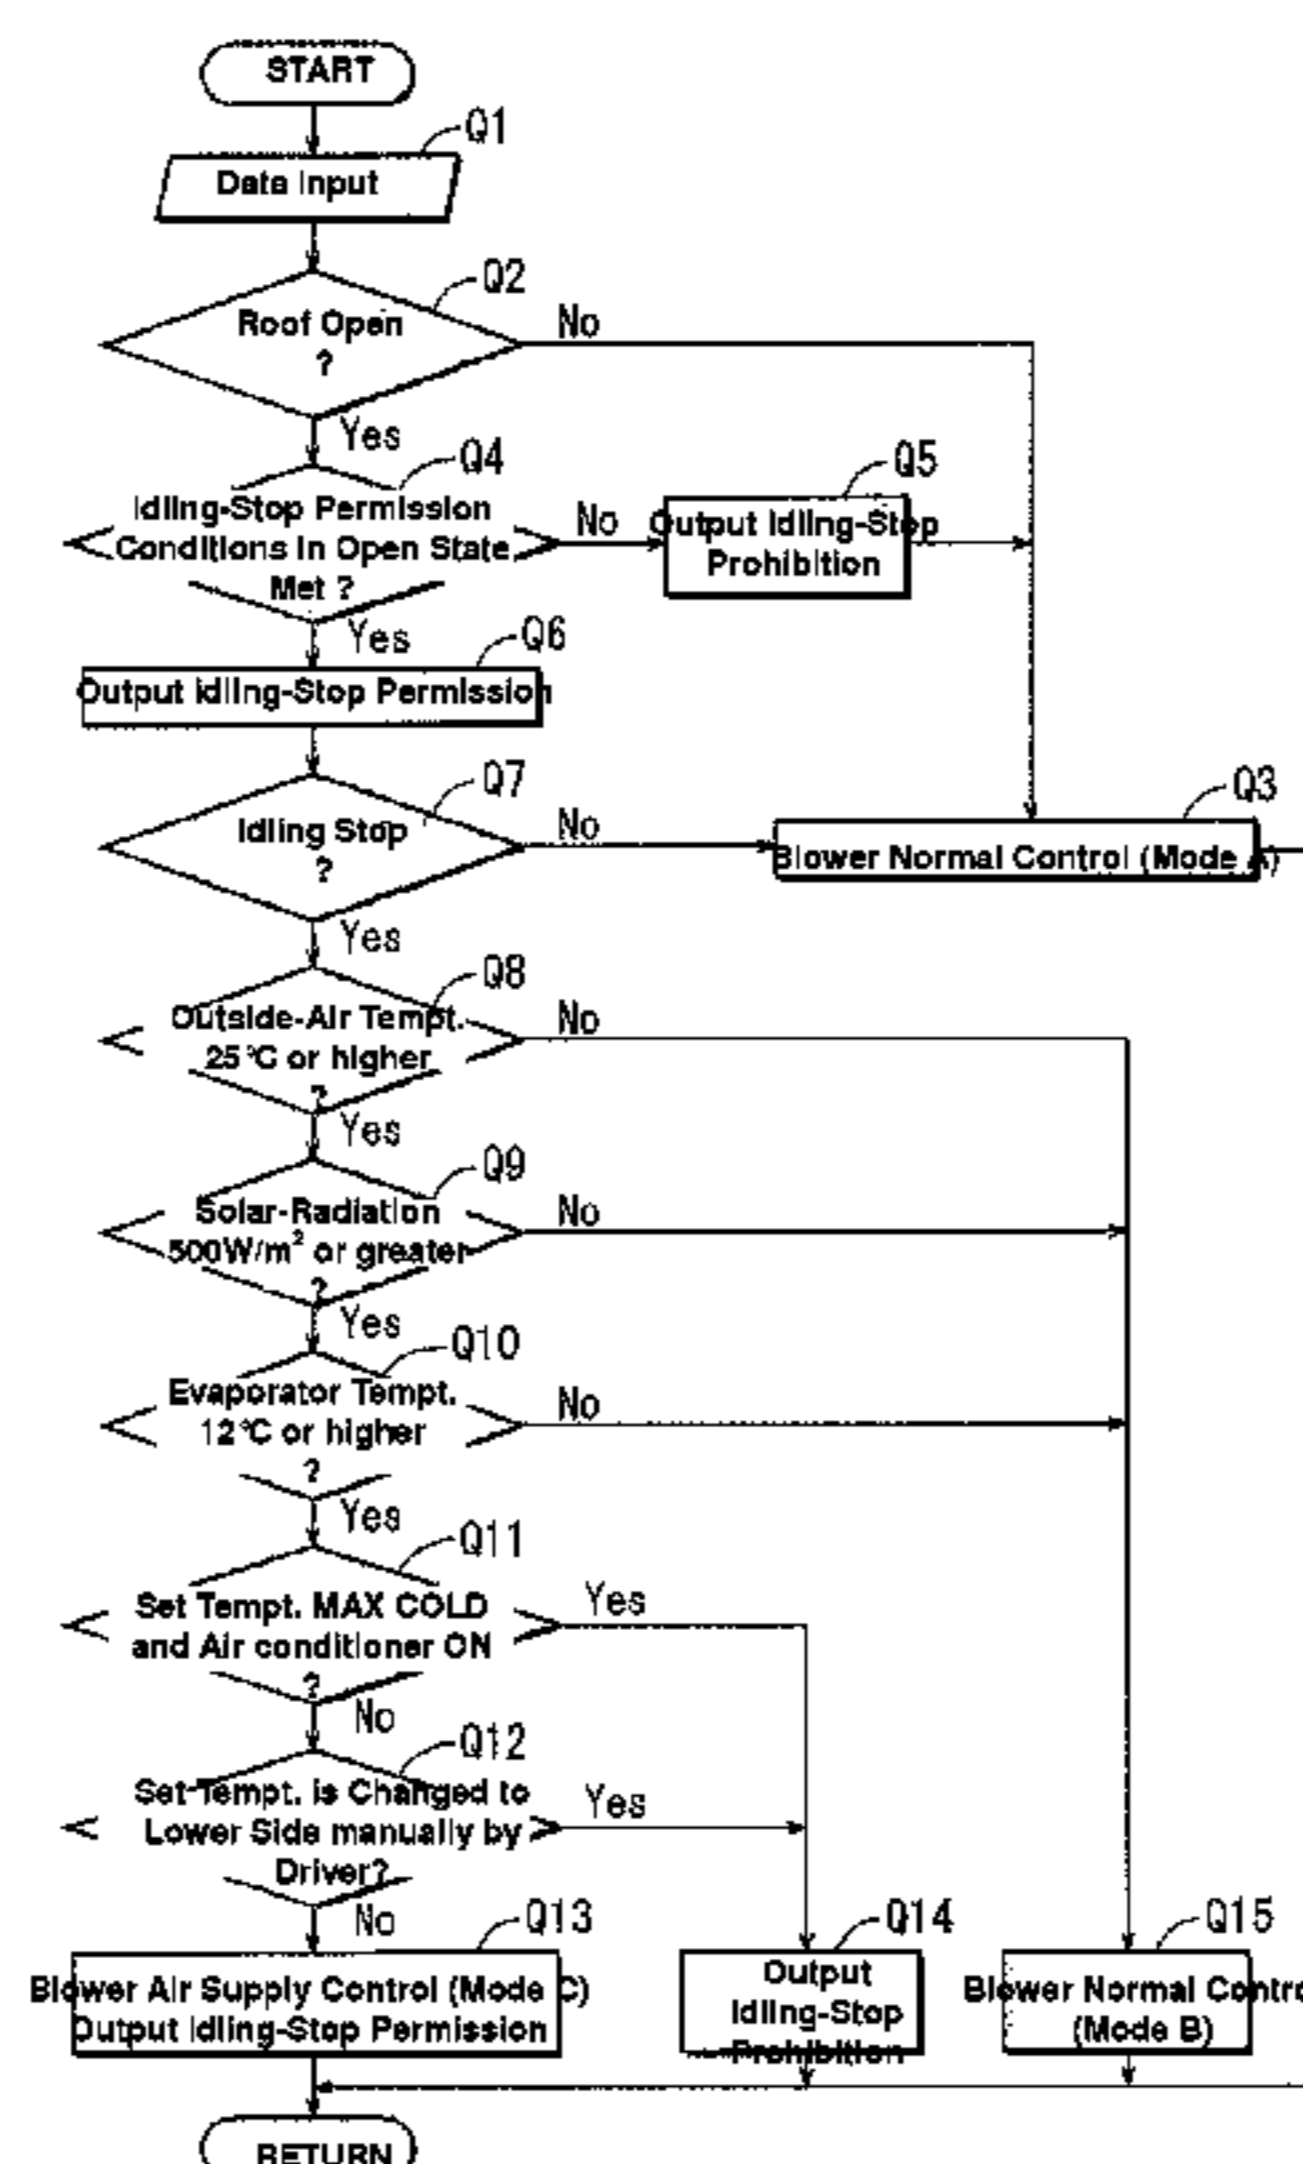 START
Q1
Data Input
Q2
Roof Open
?
No
Yes
Q4
Idling-Stop Permission
Conditions in Open State
Met ?
No
Q5
Output Idling-Stop
Prohibition
Yes
Q6
Output Idling-Stop Permission
Q7
Idling Stop
?
No
Q3
Blower Normal Control (Mode A)
Yes
Q8
Outside-Air Tempt.
25°C or higher
?
No
Yes
Q9
Solar-Radiation
500W/m² or greater
?
No
Yes
Q10
Evaporator Tempt.
12°C or higher
?
No
Yes
Q11
Set Tempt. MAX COLD
and Air conditioner ON
?
Yes
No
Q12
Set Tempt. is Changed to
Lower Side manually by
Driver?
Yes
No
Q13
Blower Air Supply Control (Mode C)
Output Idling-Stop Permission
Q14
Output
Idling-Stop
Prohibition
Q15
Blower Normal Contro
(Mode B)
RETURN